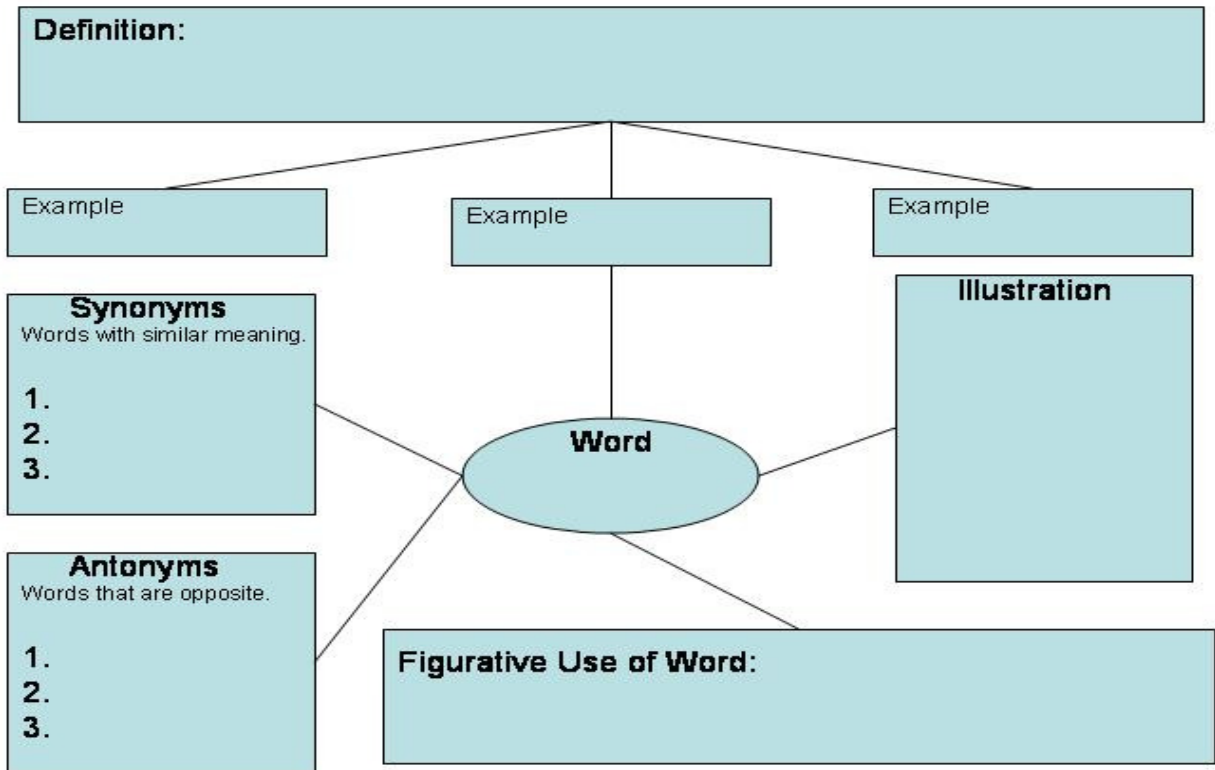 Definition:
Example
Example
Example
Synonyms
Words with similar meaning.
1.
2.
3.
Illustration
Word
Antonyms
Words that are opposite.
1.
2.
3.
Figurative Use of Word: